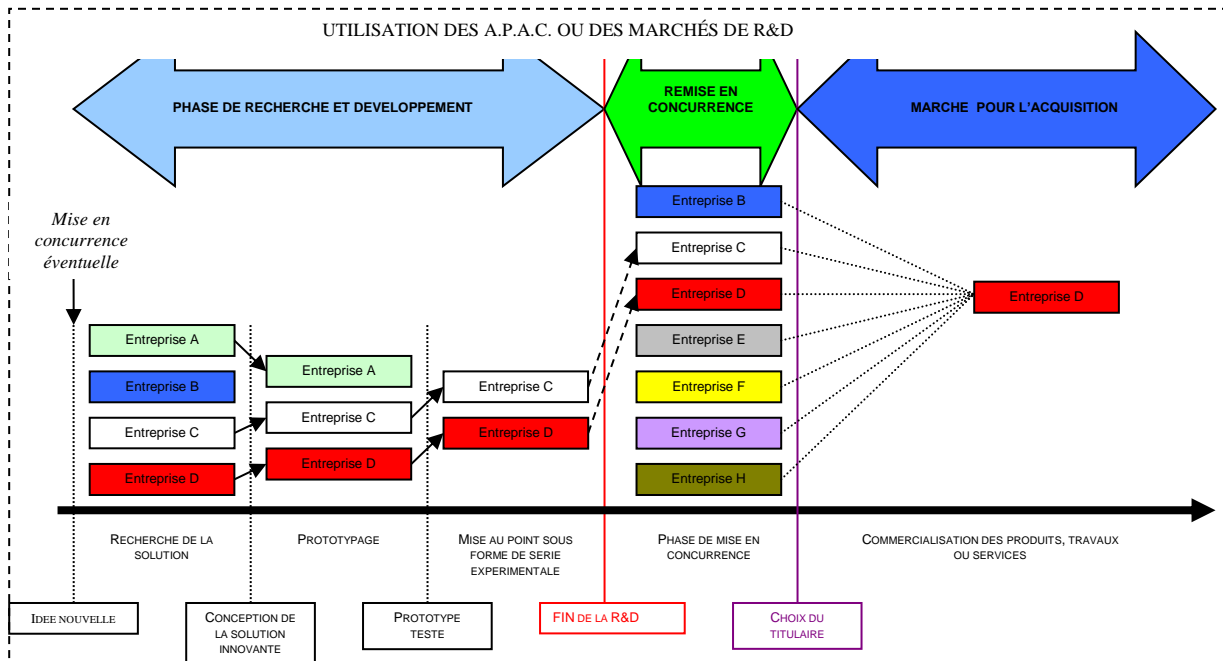 UTILISATION DES A.P.A.C. OU DES MARCHÉS DE R&D
PHASE DE RECHERCHE ET DEVELOPPEMENT
REMISE EN
CONCURRENCE
MARCHE POUR L'ACQUISITION
Mise en
concurrence
éventuelle
Entreprise A
Entreprise B
Entreprise C
Entreprise D
Entreprise A
Entreprise C
Entreprise D
Entreprise C
Entreprise D
Entreprise B
Entreprise C
Entreprise D
Entreprise E
Entreprise F
Entreprise G
Entreprise H
Entreprise D
RECHERCHE DE LA
SOLUTION
PROTOTYPAGE
MISE AU POINT SOUS
FORME DE SERIE
EXPERIMENTALE
PHASE DE MISE EN
CONCURRENCE
COMMERCIALISATION DES PRODUITS, TRAVAUX
OU SERVICES
IDEE NOUVELLE
CONCEPTION DE
LA SOLUTION
INNOVANTE
PROTOTYPE
TESTE
FIN DE LA R&D
CHOIX DU
TITULAIRE